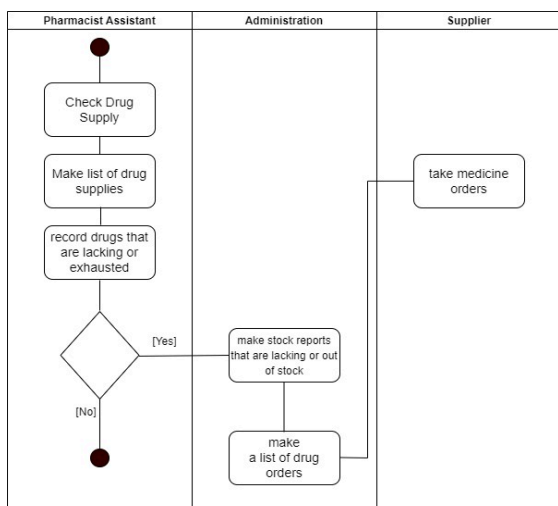 Pharmacist Assistant
Administration
Supplier
Check Drug
Supply
Make list of drug
supplies
take medicine
orders
record drugs that
are lacking or
exhausted
[Yes]
make stock reports
that are lacking or out
of stock
[No]
make
a list of drug
orders